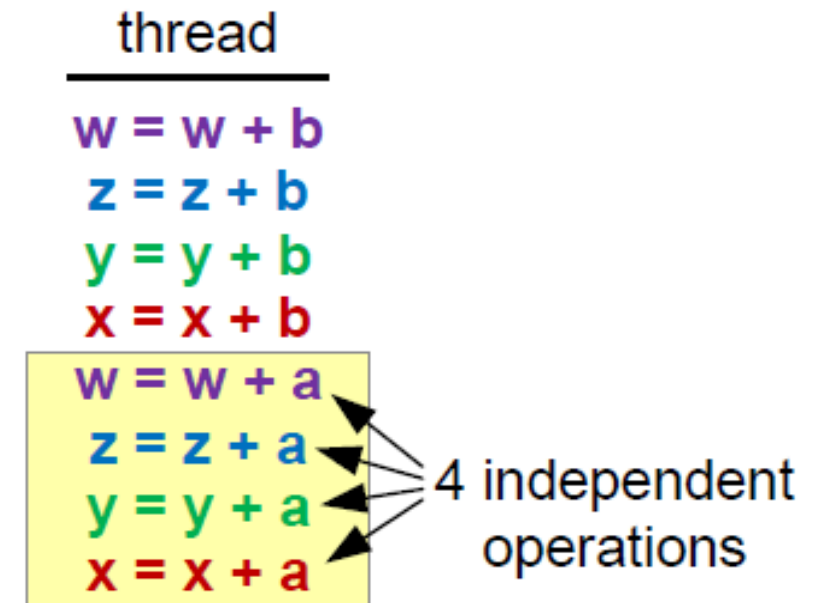 thread
w = w + b
z = z + b
y = y + b
x = x + b
w = w + a
z = z + a
y = y + a
x = x + a
4 independent
operations